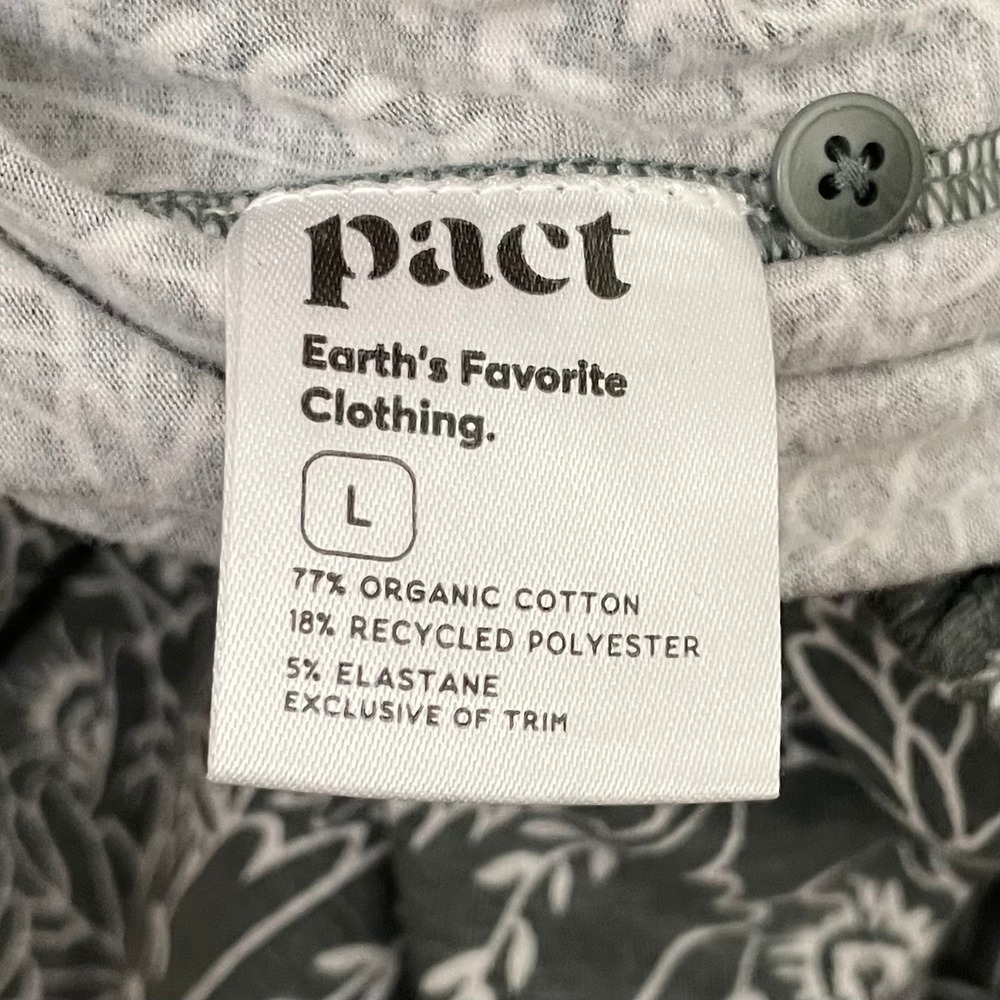 pact
Earth's Favorite
Clothing.
L
77% ORGANIC COTTON
18% RECYCLED POLYESTER
5% ELASTANE
EXCLUSIVE OF TRIM